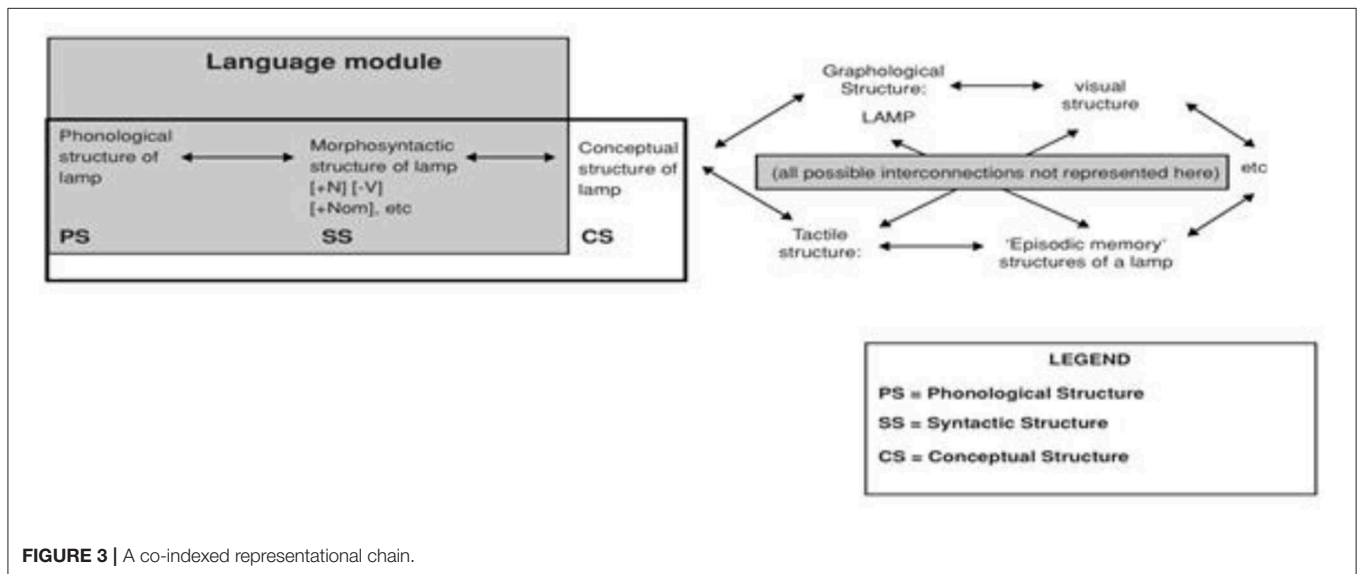 Language module
Phonological
structure of
lamp
PS
Morphosyntactic
structure of lamp
[+N] [-V]
[+Nom], etc
SS
Conceptual
structure of
lamp
CS
Graphological
Structure:
LAMP
visual
structure
(all possible interconnections not represented here)
etc
Tactile
structure:
'Episodic memory'
structures of a lamp
LEGEND
PS = Phonological Structure
SS = Syntactic Structure
CS = Conceptual Structure
FIGURE 3 | A co-indexed representational chain.